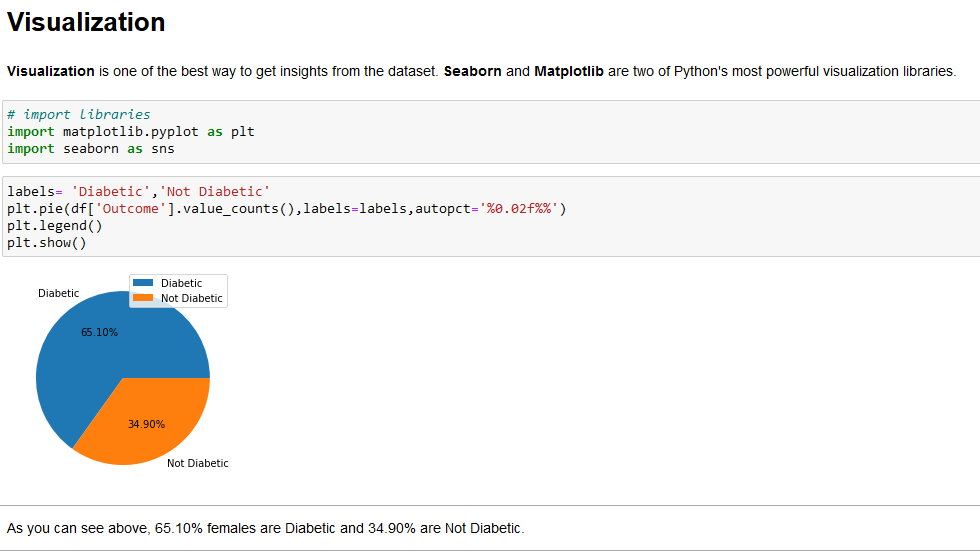 Visualization
Visualization is one of the best way to get insights from the dataset. Seaborn and Matplotlib are two of Python's most powerful visualization libraries.
# import libraries
import matplotlib.pyplot as plt
import seaborn as sns
labels= 'Diabetic','Not Diabetic'
plt.pie(df['Outcome'].value_counts(),labels=labels,autopct='%0.02f%%')
plt.legend()
plt.show()
Diabetic
Not Diabetic
Diabetic
65.10%
34.90%
Not Diabetic
As you can see above, 65.10% females are Diabetic and 34.90% are Not Diabetic.